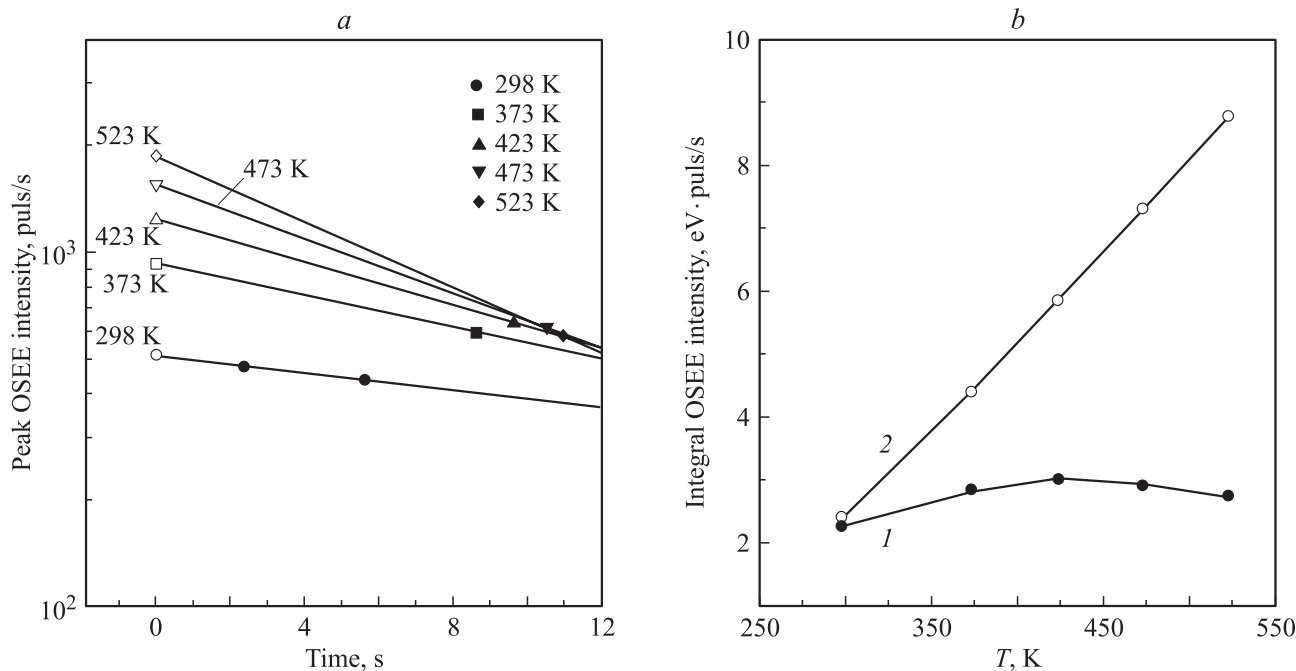 a
298 K
373 K
423 K
473 K
523 K
523 K
473 K
423 K
373 K
298 K
10³
10²
Peak OSEE intensity, puls/s
0 4 8 12
Time, s
b
10
8
6
4
2
2
1
Integral OSEE intensity, eV · puls/s
250 350 450 550
T, K